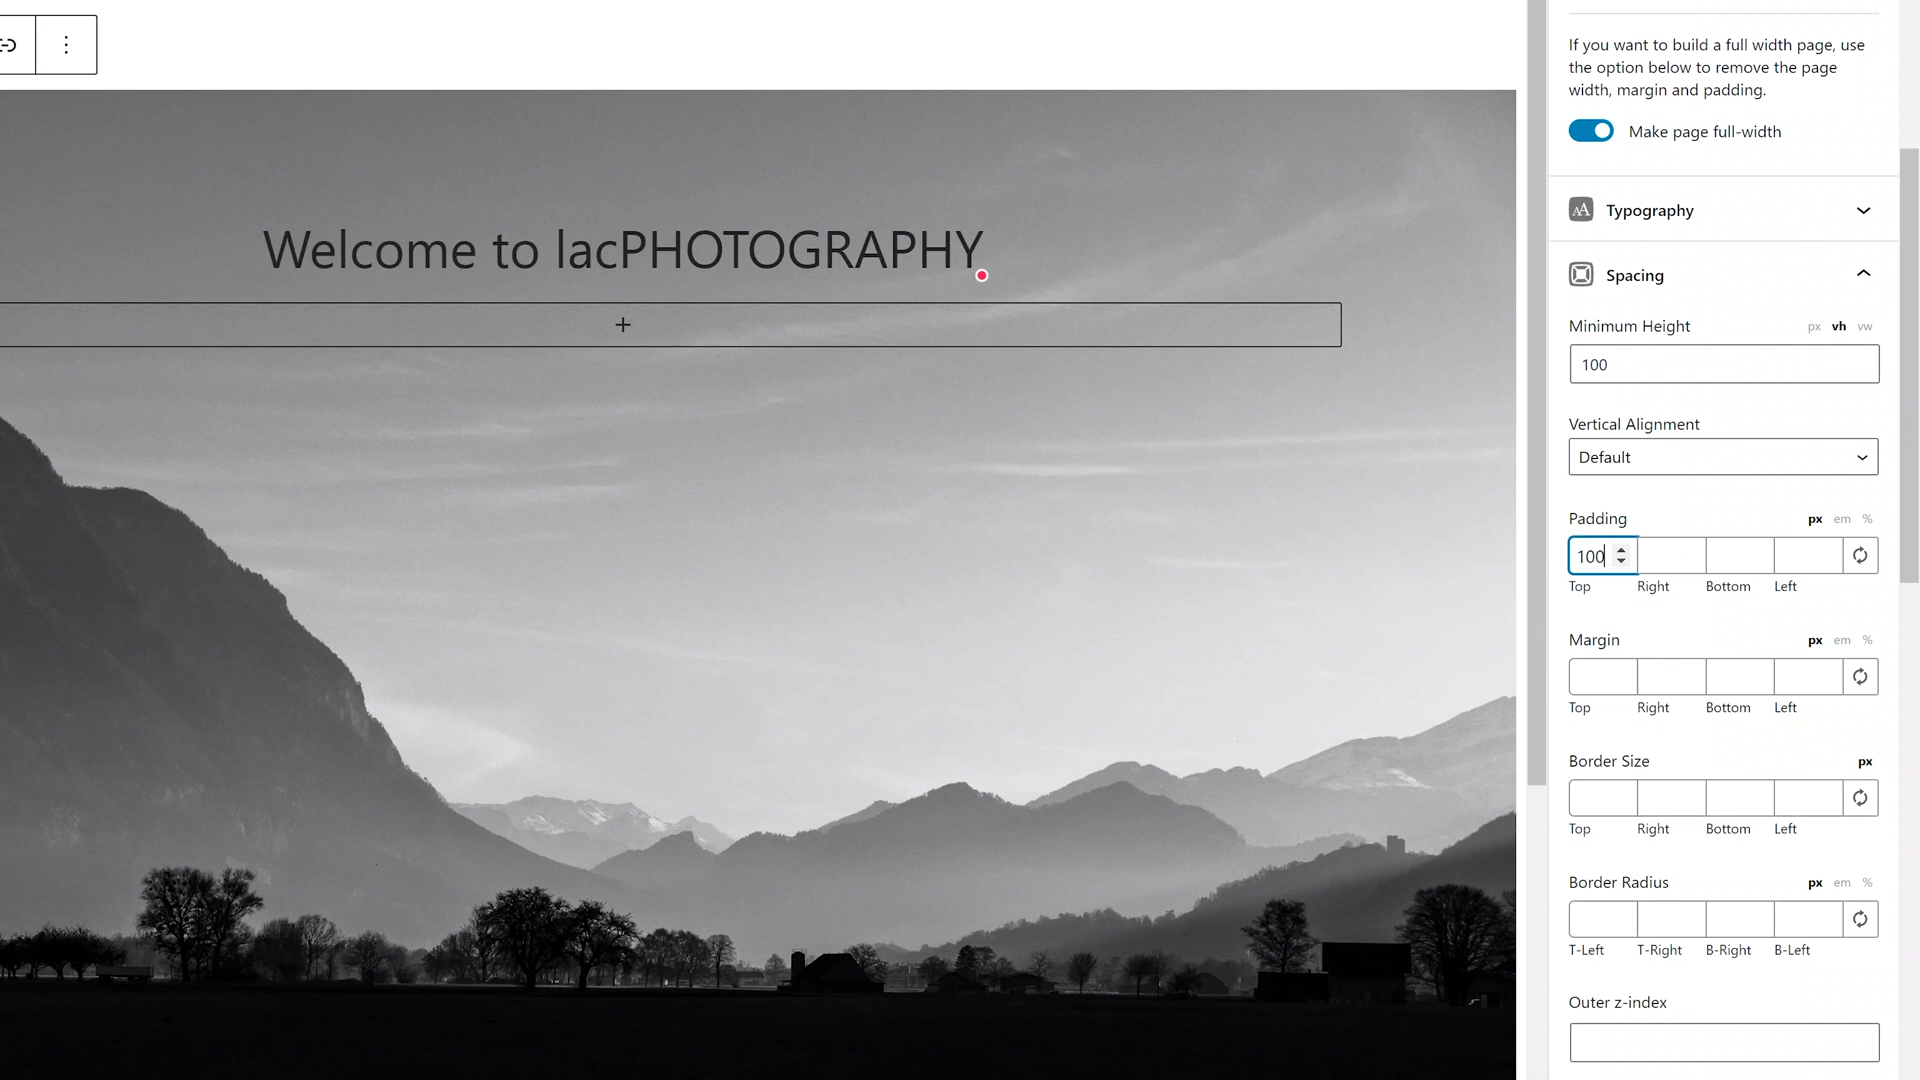 If you want to build a full width page, use
the option below to remove the page
width, margin and padding.
Make page full-width
Typography
Spacing
Minimum Height px vh vw
100
Vertical Alignment
Default
Padding px em %
100
Top Right Bottom Left
Margin px em %
Top Right Bottom Left
Border Size px
Top Right Bottom Left
Border Radius px em %
T-Left T-Right B-Right B-Left
Outer z-index
Welcome to lacPHOTOGRAPHY